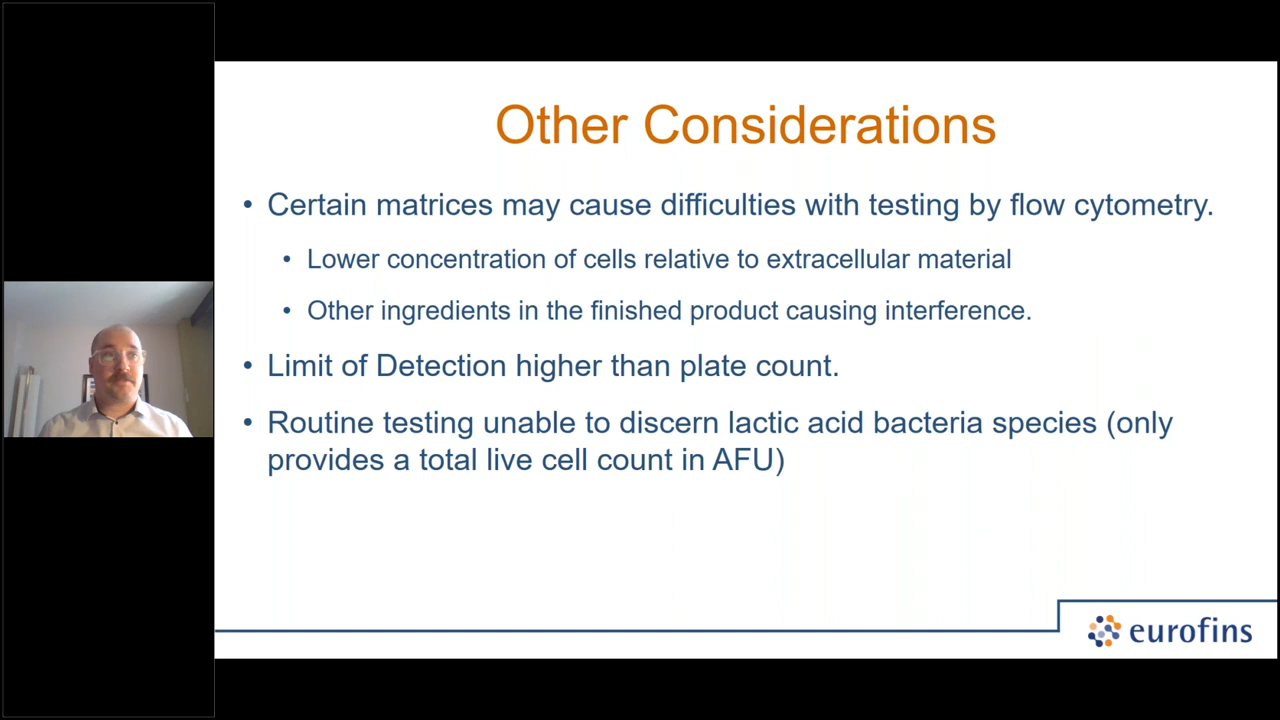 Other Considerations
• Certain matrices may cause difficulties with testing by flow cytometry.
• Lower concentration of cells relative to extracellular material
• Other ingredients in the finished product causing interference.
• Limit of Detection higher than plate count.
• Routine testing unable to discern lactic acid bacteria species (only
provides a total live cell count in AFU)
eurofins